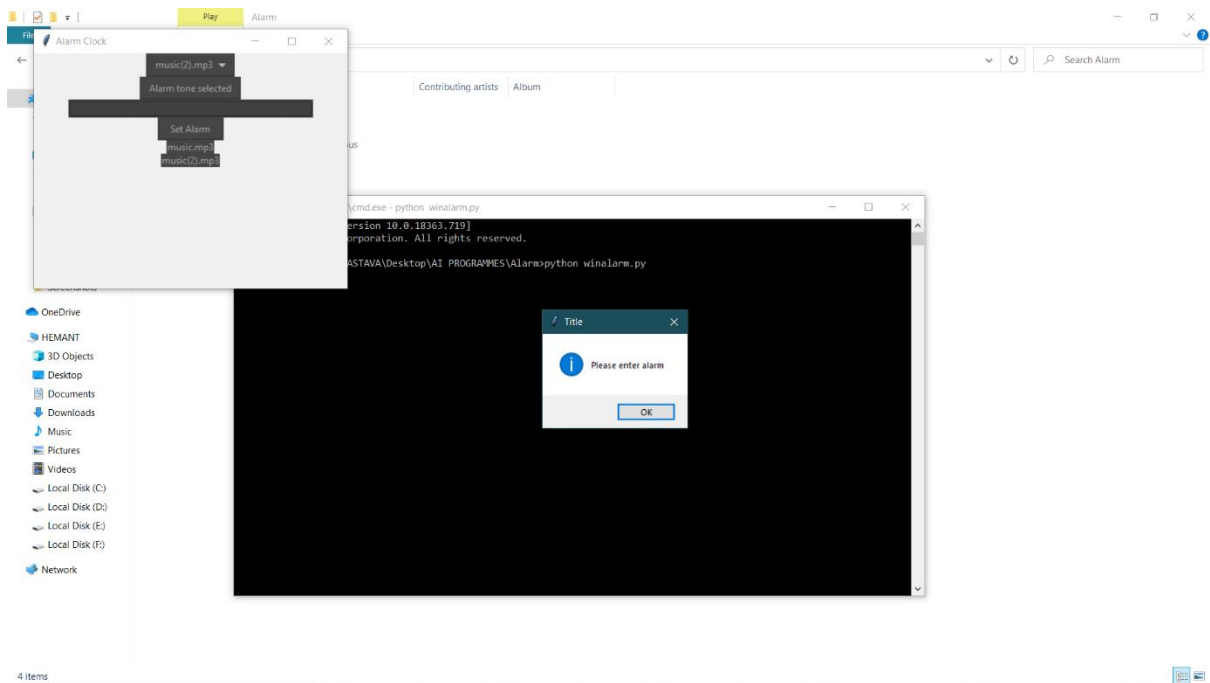 Play Alarm
File
Alarm Clock
Search Alarm
music(2).mp3
Alarm tone selected
Contributing artists Album
Set Alarm
music.mp3
music(2).mp3
\cmd.exe - python winalarm.py
ersion 10.0.18363.719]
orporation. All rights reserved.
ASTAVA\Desktop\AI PROGRAMMES\Alarm>python winalarm.py
OneDrive
Title
Please enter alarm
OK
HEMANT
3D Objects
Desktop
Documents
Downloads
Music
Pictures
Videos
Local Disk (C:)
Local Disk (D:)
Local Disk (E:)
Local Disk (F:)
Network
4 items